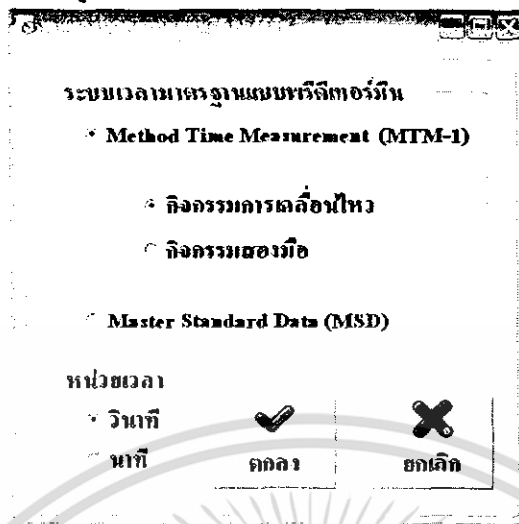 ระบบเวลามาตรฐานแบบพรีดีเทอร์มีน
Method Time Measurement (MTM-1)
กิจกรรมการเคลื่อนไหว
กิจกรรมสองมือ
Master Standard Data (MSD)
หน่วยเวลา
วินาที
นาที
ตกลง
ยกเลิก